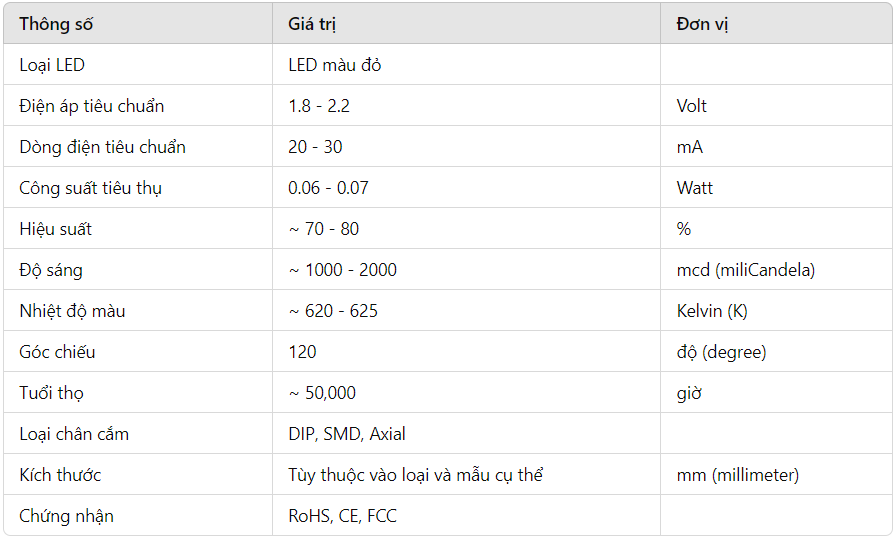 Thông số Giá trị Đơn vị
Loại LED LED màu đỏ
Điện áp tiêu chuẩn 1.8 - 2.2 Volt
Dòng điện tiêu chuẩn 20 - 30 mA
Công suất tiêu thụ 0.06 - 0.07 Watt
Hiệu suất ~ 70 - 80 %
Độ sáng ~ 1000 - 2000 mcd (miliCandela)
Nhiệt độ màu ~ 620 - 625 Kelvin (K)
Góc chiếu 120 độ (degree)
Tuổi thọ ~ 50,000 giờ
Loại chân cắm DIP, SMD, Axial
Kích thước Tùy thuộc vào loại và mẫu cụ thể mm (millimeter)
Chứng nhận RoHS, CE, FCC